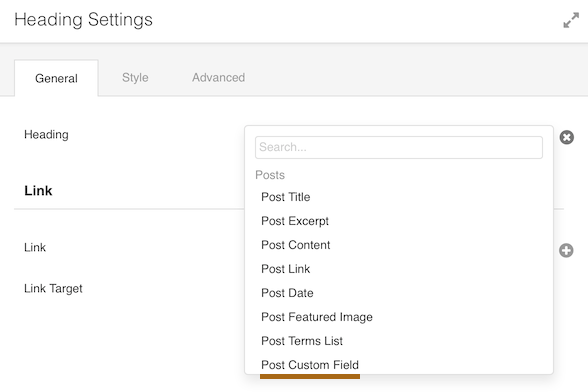 Heading Settings
General
Style
Advanced
Heading
Search...
Posts
Post Title
Link
Post Excerpt
Post Content
Link
Post Link
Link Target
Post Date
Post Featured Image
Post Terms List
Post Custom Field